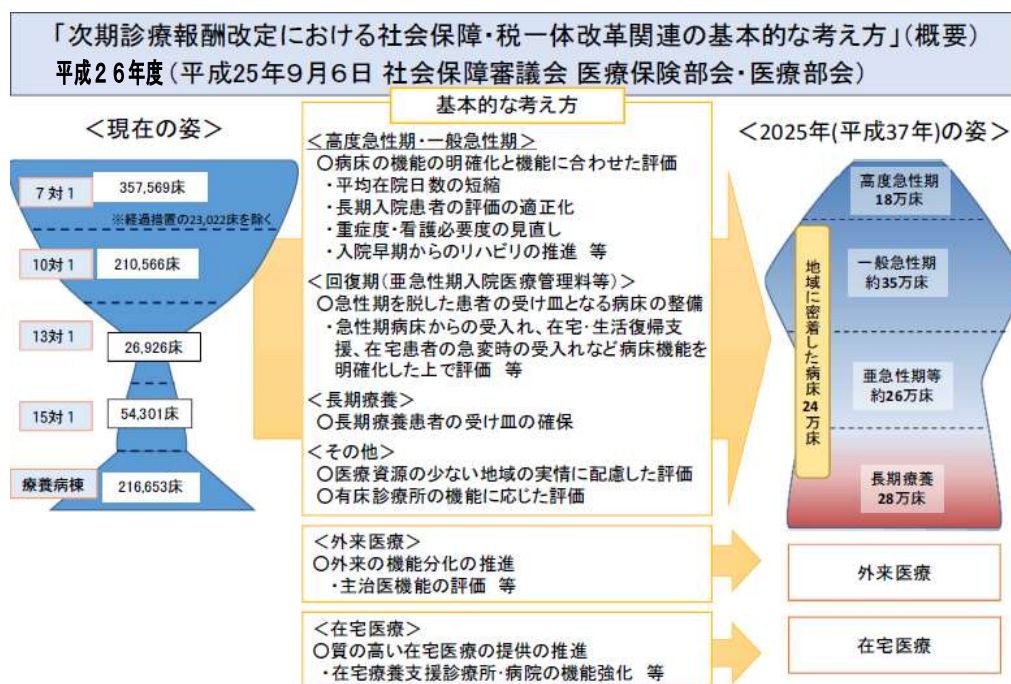 「次期診療報酬改定における社会保障・税一体改革関連の基本的な考え方」(概要)
平成26年度(平成25年9月6日 社会保障審議会 医療保険部会・医療部会)
<現在の姿>
7対1
357,569床
※経過措置の23,022床を除く
10対1
210,566床
13対1
26,926床
15対1
54,301床
療養病棟
216,653床
基本的な考え方
<高度急性期・一般急性期>
○病床の機能の明確化と機能に合わせた評価
・平均在院日数の短縮
・長期入院患者の評価の適正化
・重症度・看護必要度の見直し
・入院早期からのリハビリの推進 等
<回復期(亜急性期入院医療管理料等)>
○急性期を脱した患者の受け皿となる病床の整備
・急性期病床からの受入れ、在宅・生活復帰支
援、在宅患者の急変時の受入れなど病床機能を
明確化した上で評価 等
<長期療養>
○長期療養患者の受け皿の確保
<その他>
○医療資源の少ない地域の実情に配慮した評価
○有床診療所の機能に応じた評価
<外来医療>
○外来の機能分化の推進
・主治医機能の評価 等
<在宅医療>
○質の高い在宅医療の提供の推進
・在宅療養支援診療所・病院の機能強化 等
<2025年(平成37年)の姿>
高度急性期
18万床
一般急性期
約35万床
地域に密着した病床24万床
亜急性期等
約26万床
長期療養
28万床
外来医療
在宅医療